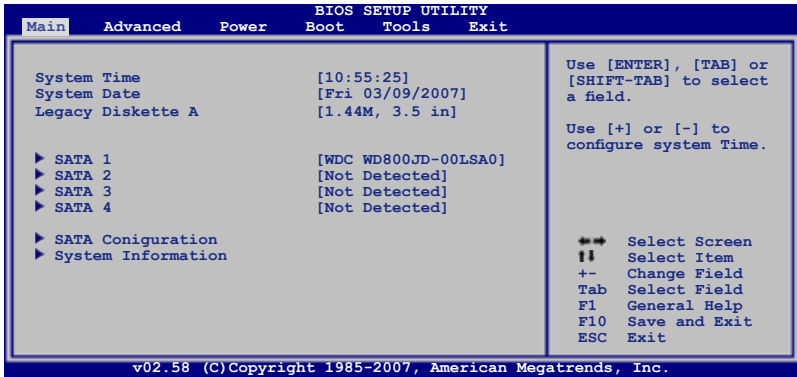 BIOS SETUP UTILITY
Main Advanced Power Boot Tools Exit
System Time [10:55:25]
System Date [Fri 03/09/2007]
Legacy Diskette A [1.44M, 3.5 in]
SATA 1 [WDC WD800JD-00LSA0]
SATA 2 [Not Detected]
SATA 3 [Not Detected]
SATA 4 [Not Detected]
SATA Coniguration
System Information
Use [ENTER], [TAB] or
[SHIFT-TAB] to select
a field.
Use [+] or [-] to
configure system Time.
Select Screen
Select Item
+- Change Field
Tab Select Field
F1 General Help
F10 Save and Exit
ESC Exit
v02.58 (C)Copyright 1985-2007, American Megatrends, Inc.